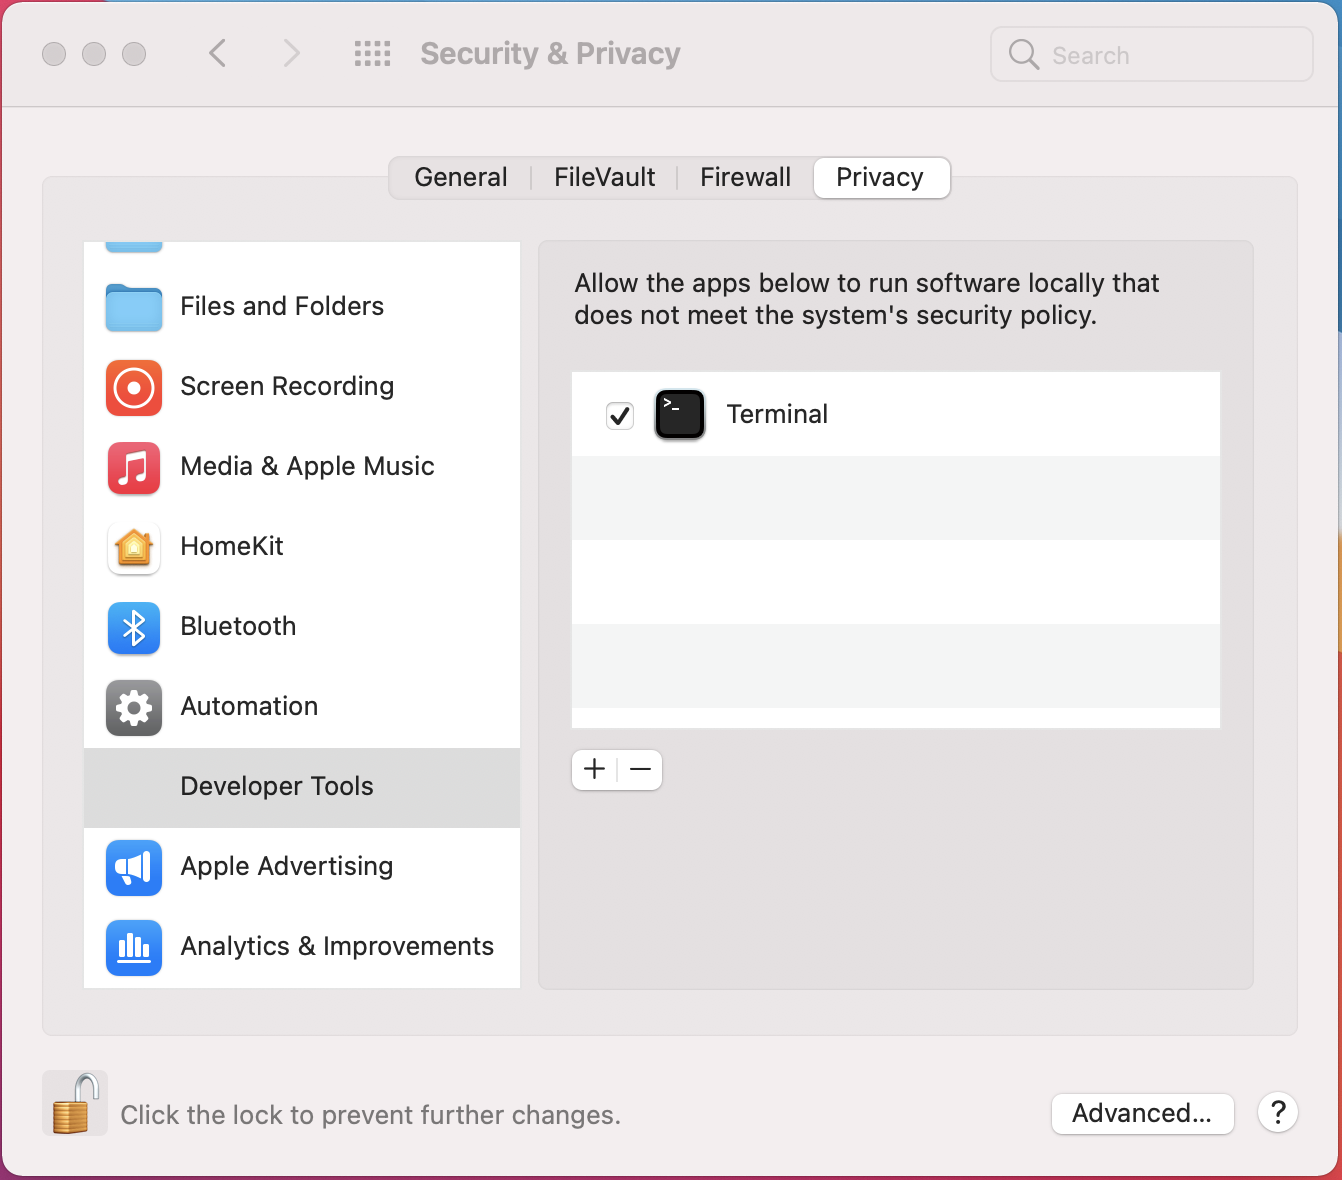 Security & Privacy
Search
General
FileVault
Firewall
Privacy
Files and Folders
Screen Recording
Media & Apple Music
HomeKit
Bluetooth
Automation
Developer Tools
Apple Advertising
Analytics & Improvements
Allow the apps below to run software locally that
does not meet the system's security policy.
>_
Terminal
+
−
Click the lock to prevent further changes.
Advanced...
?